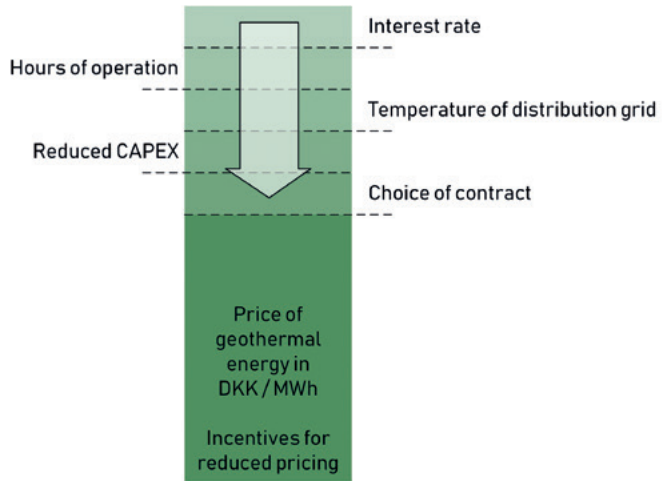 Interest rate
Hours of operation
Temperature of distribution grid
Reduced CAPEX
Choice of contract
Price of
geothermal
energy in
DKK / MWh
Incentives for
reduced pricing